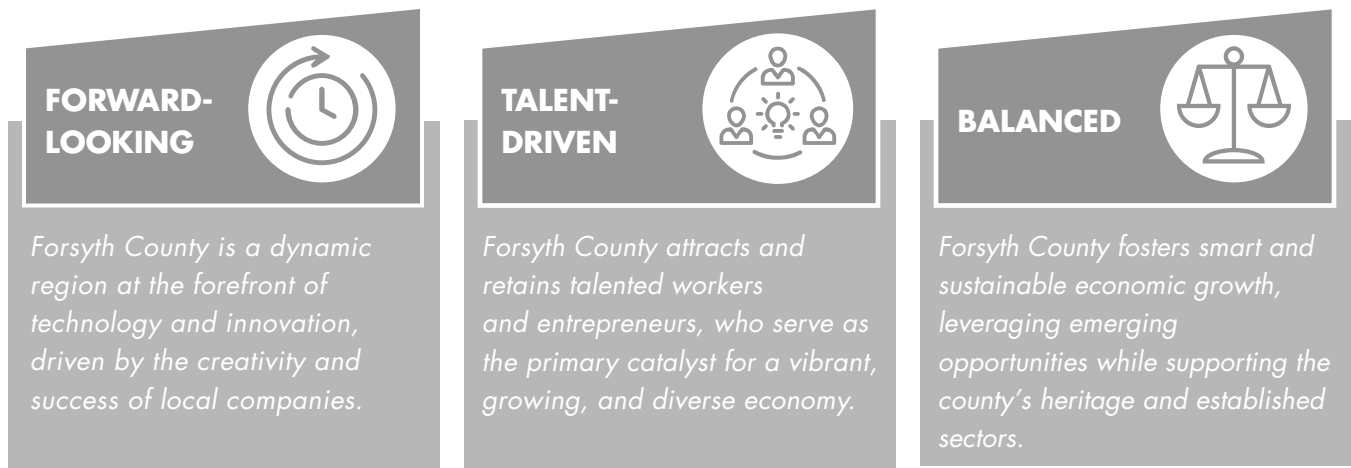 FORWARD-
LOOKING
Forsyth County is a dynamic
region at the forefront of
technology and innovation,
driven by the creativity and
success of local companies.
TALENT-
DRIVEN
Forsyth County attracts and
retains talented workers
and entrepreneurs, who serve as
the primary catalyst for a vibrant,
growing, and diverse economy.
BALANCED
Forsyth County fosters smart and
sustainable economic growth,
leveraging emerging
opportunities while supporting the
county’s heritage and established
sectors.